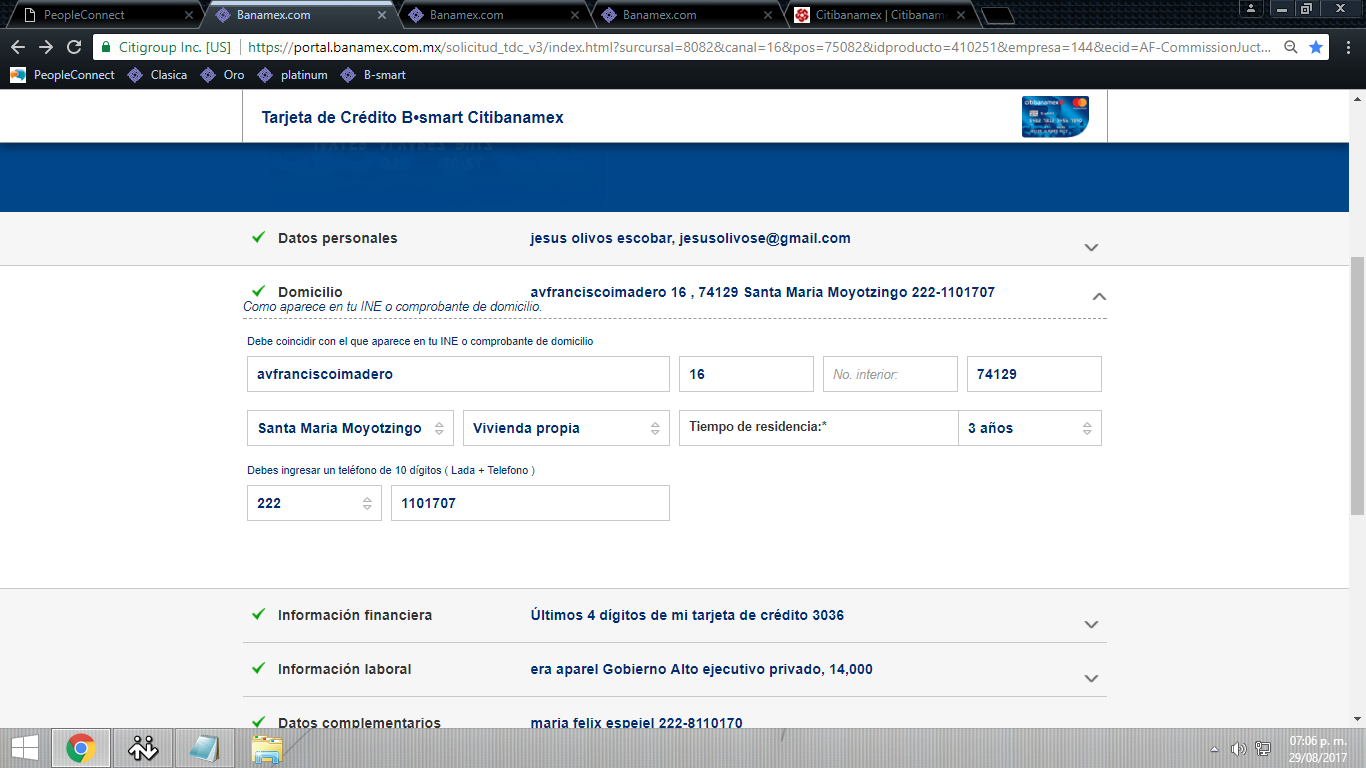 PeopleConnect
Banamex.com
Banamex.com
Banamex.com
Citibanamex | Citibanam
Citigroup Inc. [US]
https://portal.banamex.com.mx/solicitud_tdc_v3/index.html?surcursal=8082&canal=16&pos=75082&idproducto=410251&empresa=144&ecid=AF-CommissionJuct...
PeopleConnect
Clasica
Oro
platinum
B-smart
Tarjeta de Crédito B•smart Citibanamex
citibanamex
Datos personales
jesus olivos escobar, jesusolivose@gmail.com
Domicilio
avfranciscoimadero 16 , 74129 Santa Maria Moyotzingo 222-1101707
Como aparece en tu INE o comprobante de domicilio.
Debe coincidir con el que aparece en tu INE o comprobante de domicilio
avfranciscoimadero
16
No. interior:
74129
Santa Maria Moyotzingo
Vivienda propia
Tiempo de residencia:*
3 años
Debes ingresar un teléfono de 10 dígitos ( Lada + Telefono )
222
1101707
Información financiera
Últimos 4 dígitos de mi tarjeta de crédito 3036
Información laboral
era aparel Gobierno Alto ejecutivo privado, 14,000
Datos complementarios
maria felix espejel 222-8110170
07:06 p. m.
29/08/2017